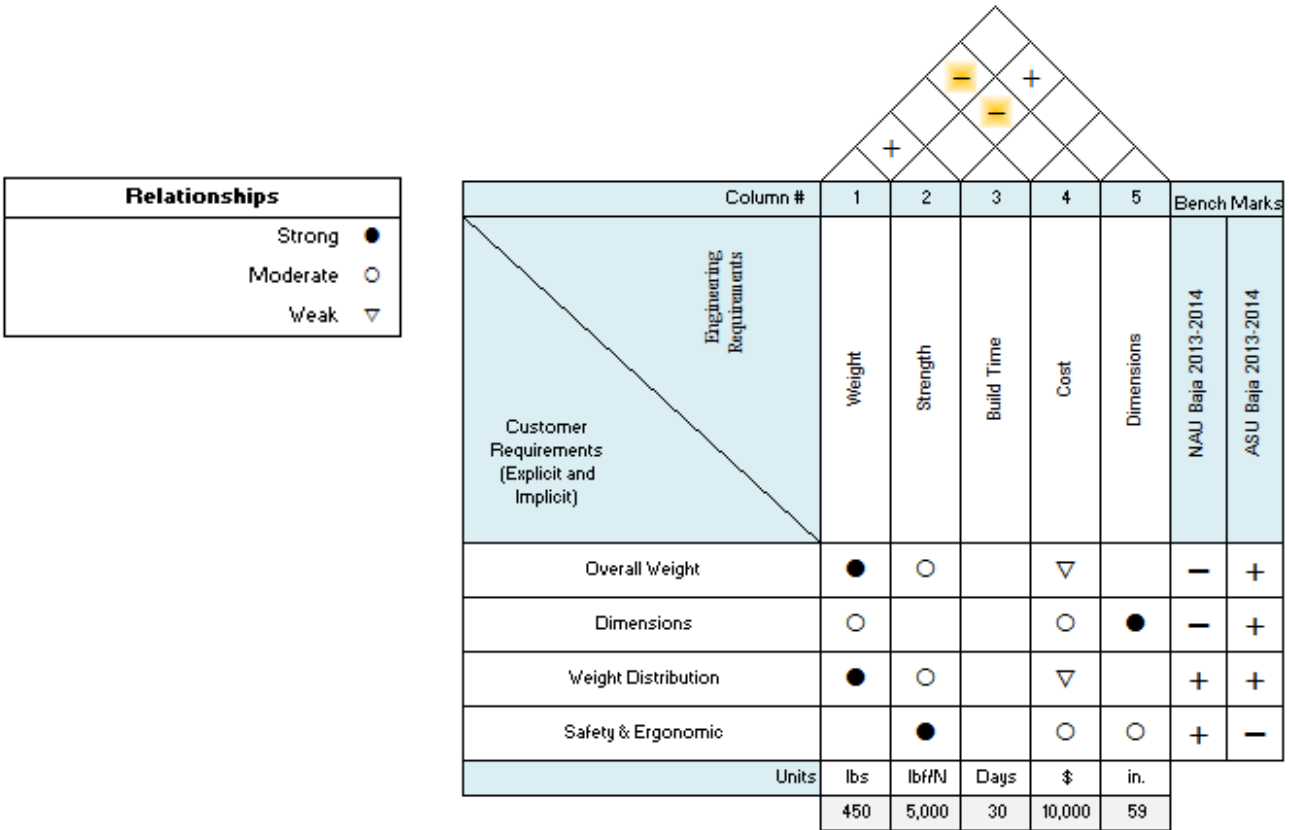 Relationships
Strong ●
Moderate ○
Weak ▽
− +
−
+
Column # 1 2 3 4 5 Bench Marks
Engineering
Requirements
Customer
Requirements
(Explicit and
Implicit)
Weight
Strength
Build Time
Cost
Dimensions
NAU Baja 2013-2014
ASU Baja 2013-2014
Overall Weight ● ○ ▽ − +
Dimensions ○ ○ ● − +
Weight Distribution ● ○ ▽ + +
Safety & Ergonomic ● ○ ○ + −
Units lbs lbf/N Days $ in.
450 5,000 30 10,000 59